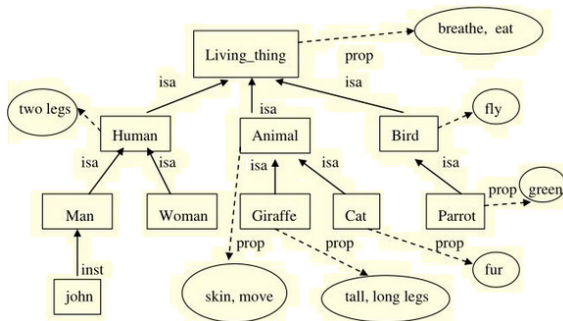 breathe, eat
Living_thing
prop
isa
isa
isa
two legs
fly
Human
Animal
Bird
isa
isa
isa
isa
isa
Man
Woman
Giraffe
Cat
Parrot
prop
green
inst
prop
prop
prop
john
skin, move
tall, long legs
fur